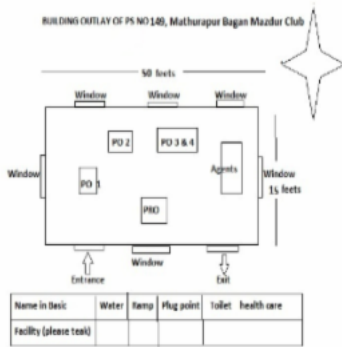 BUILDING OUTLAY OF PS NO 149, Mathurapur Bagan Mazdur Club
50 feets
Window Window Window
PO 2 PO 3 & 4
Window PO 1 Agents Window
15 feets
PRO
Entrance Window Exit
Name in Basic Water Ramp Plug point Toilet health care
Facility (please teak)